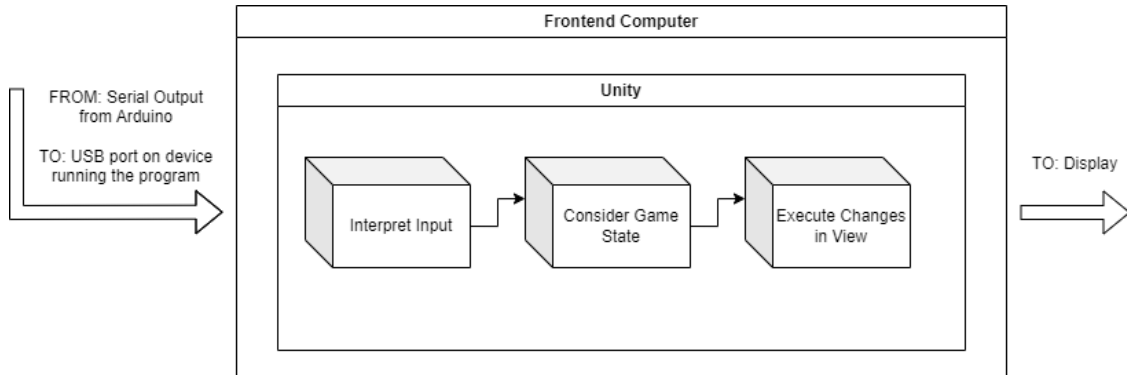 Frontend Computer
Unity
FROM: Serial Output
from Arduino
TO: USB port on device
running the program
Interpret Input
Consider Game
State
Execute Changes
in View
TO: Display